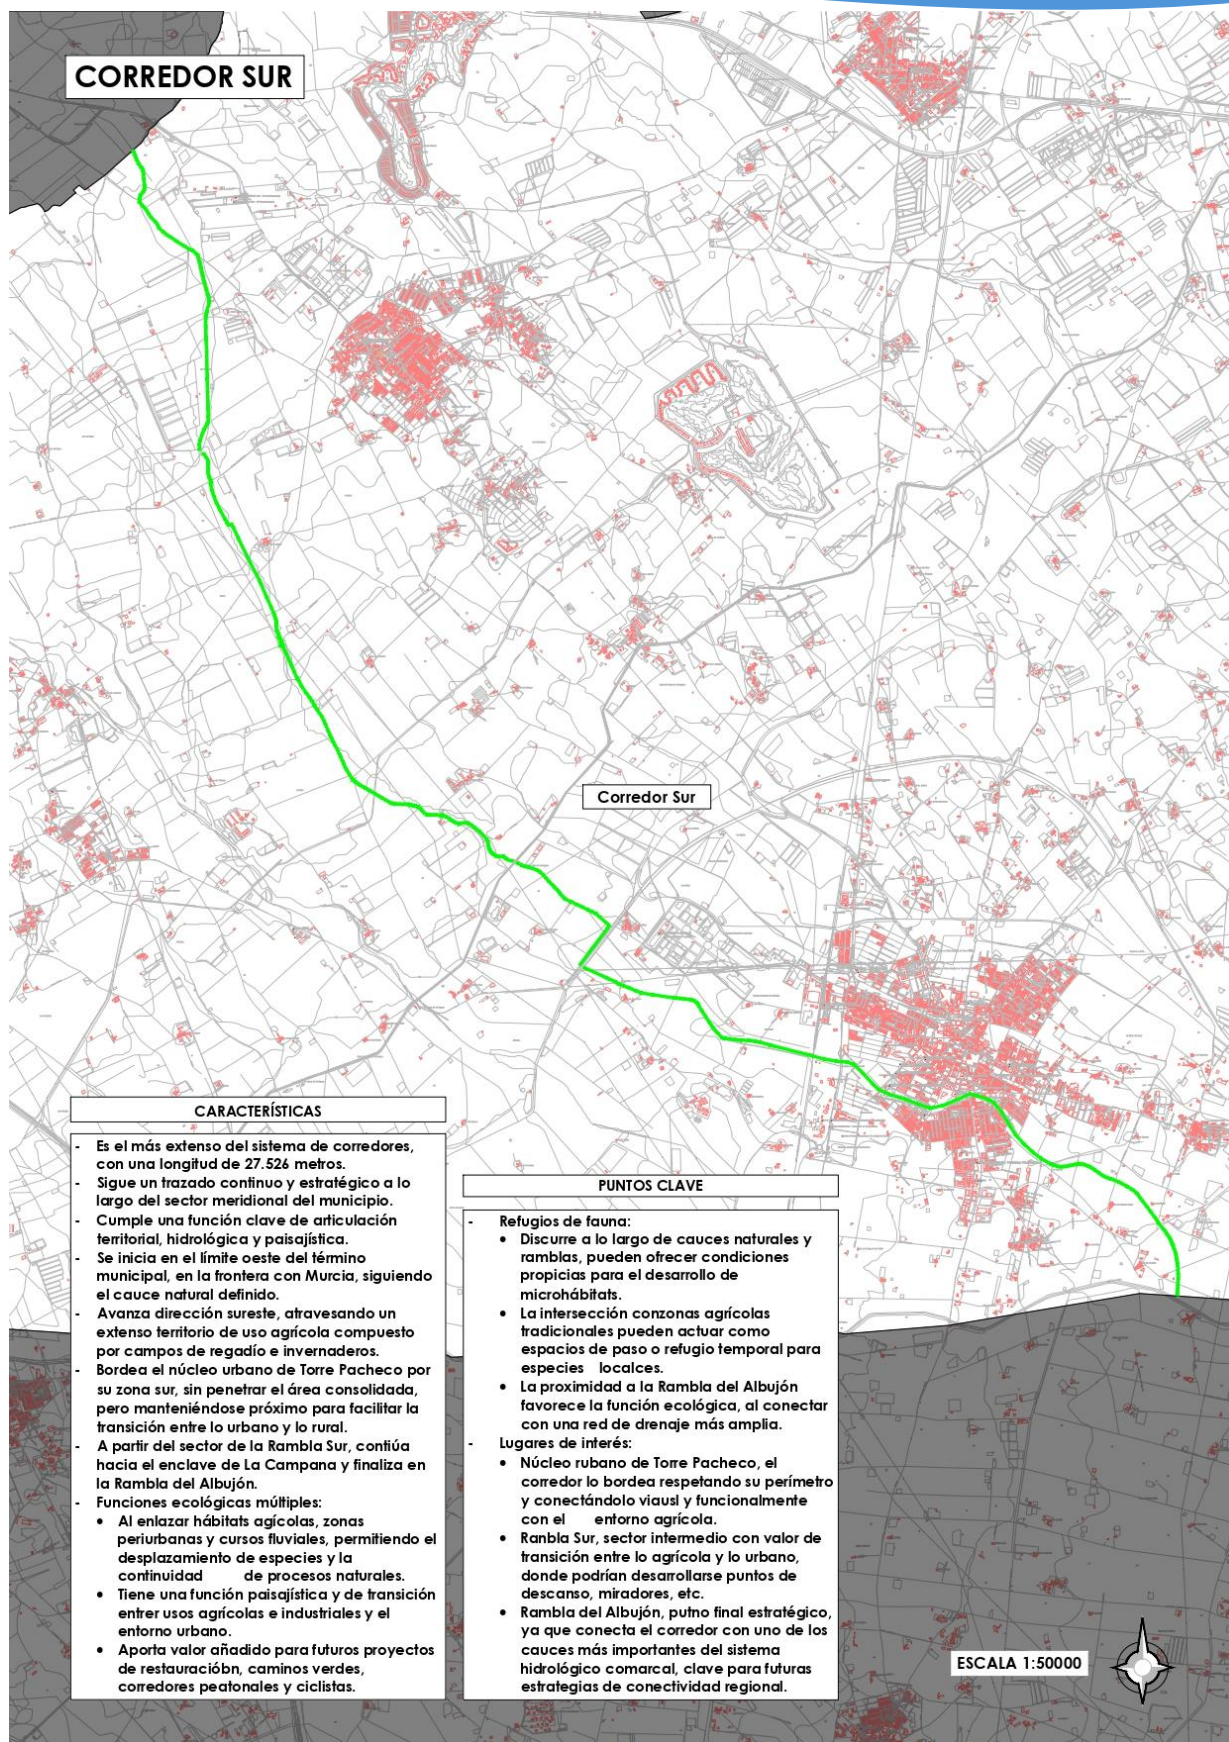 CORREDOR SUR
Corredor Sur
CARACTERÍSTICAS
- Es el más extenso del sistema de corredores,
con una longitud de 27.526 metros.
- Sigue un trazado continuo y estratégico a lo
largo del sector meridional del municipio.
- Cumple una función clave de articulación
territorial, hidrológica y paisajística.
- Se inicia en el límite oeste del término
municipal, en la frontera con Murcia, siguiendo
el cauce natural definido.
- Avanza dirección sureste, atravesando un
extenso territorio de uso agrícola compuesto
por campos de regadío e invernaderos.
- Bordea el núcleo urbano de Torre Pacheco por
su zona sur, sin penetrar el área consolidada,
pero manteniéndose próximo para facilitar la
transición entre lo urbano y lo rural.
- A partir del sector de la Rambla Sur, contiúa
hacia el enclave de La Campana y finaliza en
la Rambla del Albujón.
- Funciones ecológicas múltiples:
• Al enlazar hábitats agícolas, zonas
periurbanas y cursos fluviales, permitiendo el
desplazamiento de especies y la
continuidad de procesos naturales.
• Tiene una función paisajística y de transición
entrer usos agrícolas e industriales y el
entorno urbano.
• Aporta valor añadido para futuros proyectos
de restauracióbn, caminos verdes,
corredores peatonales y ciclistas.
PUNTOS CLAVE
- Refugios de fauna:
• Discurre a lo largo de cauces naturales y
ramblas, pueden ofrecer condiciones
propicias para el desarrollo de
microhábitats.
• La intersección conzonas agrícolas
tradicionales pueden actuar como
espacios de paso o refugio temporal para
especies localces.
• La proximidad a la Rambla del Albujón
favorece la función ecológica, al conectar
con una red de drenaje más amplia.
- Lugares de interés:
• Núcleo rubano de Torre Pacheco, el
corredor lo bordea respetando su perímetro
y conectándolo viausl y funcionalmente
con el entorno agrícola.
• Ranbla Sur, sector intermedio con valor de
transición entre lo agrícola y lo urbano,
donde podrían desarrollarse puntos de
descanso, miradores, etc.
• Rambla del Albujón, putno final estratégico,
ya que conecta el corredor con uno de los
cauces más importantes del sistema
hidrológico comarcal, clave para futuras
estrategias de conectividad regional.
ESCALA 1:50000